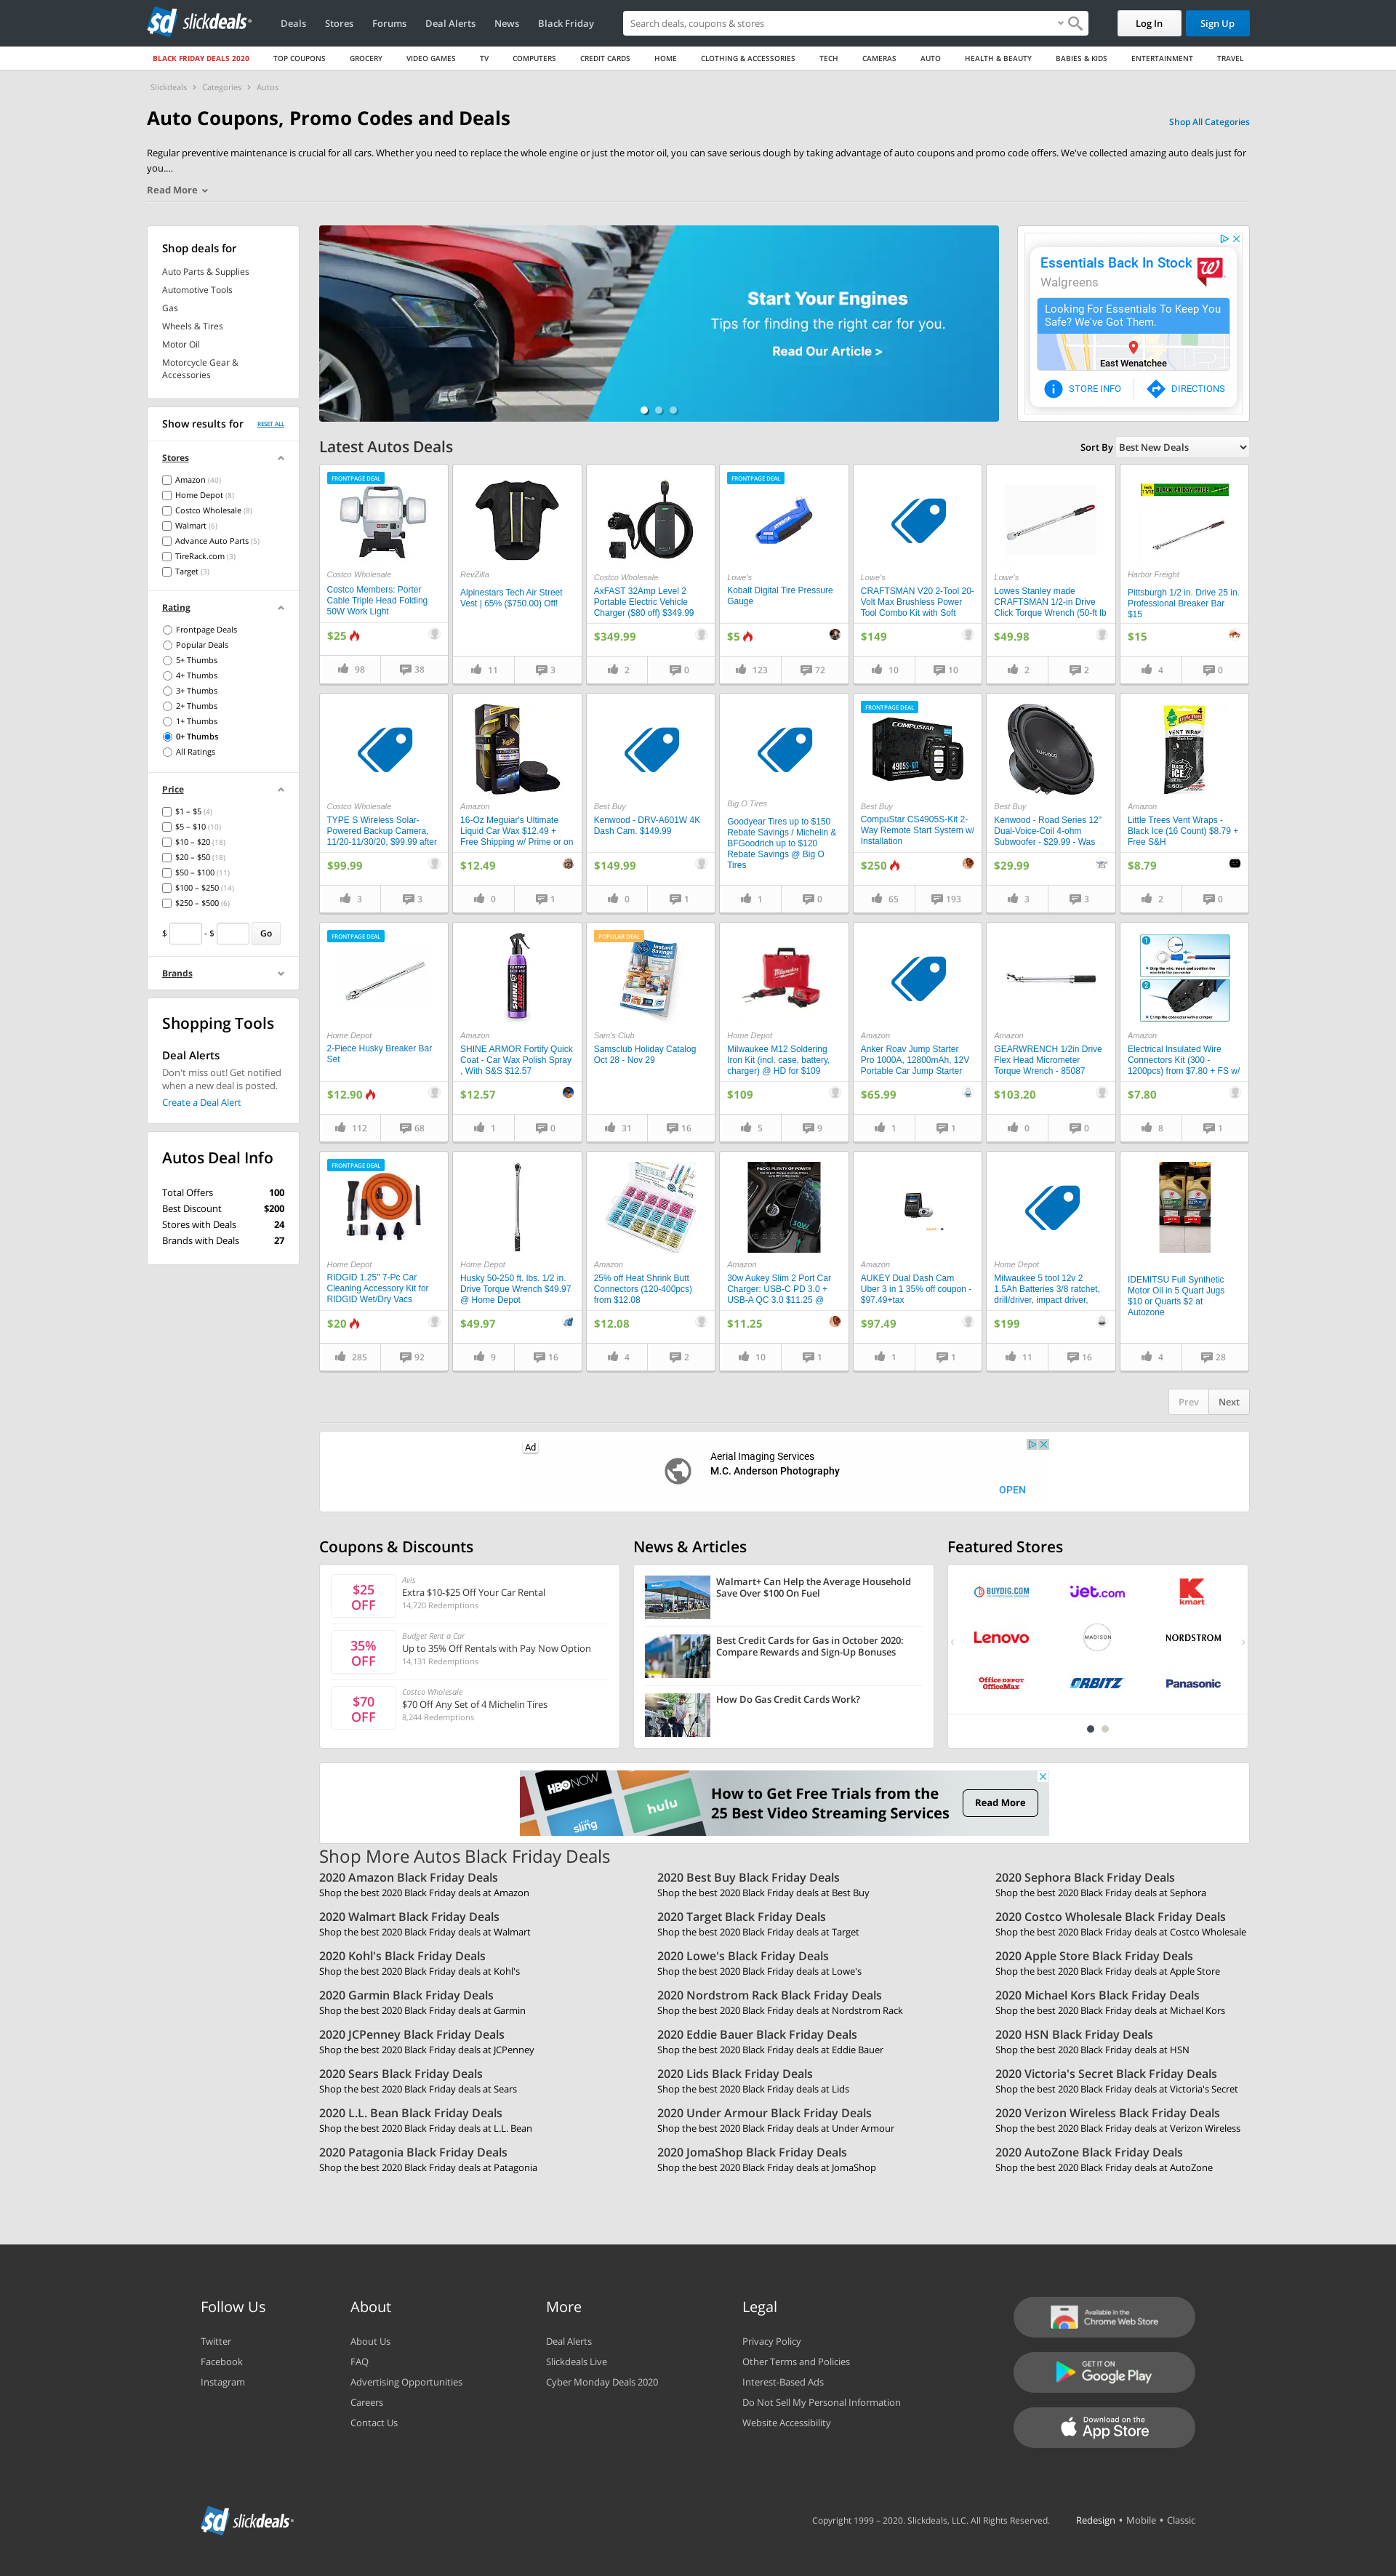 slickdeals
Deals
Stores
Forums
Deal Alerts
News
Black Friday
Search deals, coupons & stores
Log In
Sign Up
BLACK FRIDAY DEALS 2020
TOP COUPONS
GROCERY
VIDEO GAMES
TV
COMPUTERS
CREDIT CARDS
HOME
CLOTHING & ACCESSORIES
TECH
CAMERAS
AUTO
HEALTH & BEAUTY
BABIES & KIDS
ENTERTAINMENT
TRAVEL
Slickdeals › Categories › Autos
Auto Coupons, Promo Codes and Deals
Shop All Categories
Regular preventive maintenance is crucial for all cars. Whether you need to replace the whole engine or just the motor oil, you can save serious dough by taking advantage of auto coupons and promo code offers. We've collected amazing auto deals just for
you....
Read More
Shop deals for
Auto Parts & Supplies
Automotive Tools
Gas
Wheels & Tires
Motor Oil
Motorcycle Gear &
Accessories
Show results for
RESET ALL
Stores
Amazon (40)
Home Depot (8)
Costco Wholesale (8)
Walmart (6)
Advance Auto Parts (5)
TireRack.com (3)
Target (3)
Rating
Frontpage Deals
Popular Deals
5+ Thumbs
4+ Thumbs
3+ Thumbs
2+ Thumbs
1+ Thumbs
0+ Thumbs
All Ratings
Price
$1 – $5 (4)
$5 – $10 (10)
$10 – $20 (18)
$20 – $50 (18)
$50 – $100 (11)
$100 – $250 (14)
$250 – $500 (6)
$ - $ Go
Brands
Shopping Tools
Deal Alerts
Don't miss out! Get notified
when a new deal is posted.
Create a Deal Alert
Autos Deal Info
Total Offers 100
Best Discount $200
Stores with Deals 24
Brands with Deals 27
Start Your Engines
Tips for finding the right car for you.
Read Our Article >
Essentials Back In Stock
Walgreens
Looking For Essentials To Keep You
Safe? We've Got Them.
East Wenatchee
STORE INFO
DIRECTIONS
Latest Autos Deals
Sort By Best New Deals
FRONTPAGE DEAL
Costco Wholesale
Costco Members: Porter
Cable Triple Head Folding
50W Work Light
$25
98 38
RevZilla
Alpinestars Tech Air Street
Vest | 65% ($750.00) Off!
11 3
Costco Wholesale
AxFAST 32Amp Level 2
Portable Electric Vehicle
Charger ($80 off) $349.99
$349.99
2 0
FRONTPAGE DEAL
Lowe's
Kobalt Digital Tire Pressure
Gauge
$5
123 72
Lowe's
CRAFTSMAN V20 2-Tool 20-
Volt Max Brushless Power
Tool Combo Kit with Soft
$149
10 10
Lowe's
Lowes Stanley made
CRAFTSMAN 1/2-in Drive
Click Torque Wrench (50-ft lb
$49.98
2 2
BLACK FRIDAY PRICE
Harbor Freight
Pittsburgh 1/2 in. Drive 25 in.
Professional Breaker Bar
$15
$15
4 0
Costco Wholesale
TYPE S Wireless Solar-
Powered Backup Camera,
11/20-11/30/20, $99.99 after
$99.99
3 3
Amazon
16-Oz Meguiar's Ultimate
Liquid Car Wax $12.49 +
Free Shipping w/ Prime or on
$12.49
0 1
Best Buy
Kenwood - DRV-A601W 4K
Dash Cam. $149.99
$149.99
0 1
Big O Tires
Goodyear Tires up to $150
Rebate Savings / Michelin &
BFGoodrich up to $120
Rebate Savings @ Big O
Tires
1 0
FRONTPAGE DEAL
COMPUSTAR
4905S-KIT
Best Buy
CompuStar CS4905S-Kit 2-
Way Remote Start System w/
Installation
$250
65 193
Best Buy
Kenwood - Road Series 12"
Dual-Voice-Coil 4-ohm
Subwoofer - $29.99 - Was
$29.99
3 3
VENT WRAP
BLACK
ICE
Amazon
Little Trees Vent Wraps -
Black Ice (16 Count) $8.79 +
Free S&H
$8.79
2 0
FRONTPAGE DEAL
Home Depot
2-Piece Husky Breaker Bar
Set
$12.90
112 68
SHINE ARMOR
Amazon
SHINE ARMOR Fortify Quick
Coat - Car Wax Polish Spray
, With S&S $12.57
$12.57
1 0
POPULAR DEAL
Instant
Savings
Sam's Club
Samsclub Holiday Catalog
Oct 28 - Nov 29
31 16
Milwaukee
Home Depot
Milwaukee M12 Soldering
Iron Kit (incl. case, battery,
charger) @ HD for $109
$109
5 9
Amazon
Anker Roav Jump Starter
Pro 1000A, 12800mAh, 12V
Portable Car Jump Starter
$65.99
1 1
Amazon
GEARWRENCH 1/2in Drive
Flex Head Micrometer
Torque Wrench - 85087
$103.20
0 0
1
2
Amazon
Electrical Insulated Wire
Connectors Kit (300 -
1200pcs) from $7.80 + FS w/
$7.80
8 1
FRONTPAGE DEAL
Home Depot
RIDGID 1.25" 7-Pc Car
Cleaning Accessory Kit for
RIDGID Wet/Dry Vacs
$20
285 92
Home Depot
Husky 50-250 ft. lbs. 1/2 in.
Drive Torque Wrench $49.97
@ Home Depot
$49.97
9 16
Amazon
25% off Heat Shrink Butt
Connectors (120-400pcs)
from $12.08
$12.08
4 2
PACKS PLENTY OF POWER
30W
Amazon
30w Aukey Slim 2 Port Car
Charger: USB-C PD 3.0 +
USB-A QC 3.0 $11.25 @
$11.25
10 1
Amazon
AUKEY Dual Dash Cam
Uber 3 in 1 35% off coupon -
$97.49+tax
$97.49
1 1
Home Depot
Milwaukee 5 tool 12v 2
1.5Ah Batteries 3/8 ratchet,
drill/driver, impact driver,
$199
11 16
IDEMITSU Full Synthetic
Motor Oil in 5 Quart Jugs
$10 or Quarts $2 at
Autozone
4 28
Prev
Next
Ad
Aerial Imaging Services
M.C. Anderson Photography
OPEN
Coupons & Discounts
$25
OFF
Avis
Extra $10-$25 Off Your Car Rental
14,720 Redemptions
35%
OFF
Budget Rent a Car
Up to 35% Off Rentals with Pay Now Option
14,131 Redemptions
$70
OFF
Costco Wholesale
$70 Off Any Set of 4 Michelin Tires
8,244 Redemptions
News & Articles
Walmart+ Can Help the Average Household
Save Over $100 On Fuel
Best Credit Cards for Gas in October 2020:
Compare Rewards and Sign-Up Bonuses
How Do Gas Credit Cards Work?
Featured Stores
BUYDIG.COM
jet.com
kmart
Lenovo
MADISON
NORDSTROM
Office DEPOT
OfficeMax
ORBITZ
Panasonic
HBO NOW
hulu
sling
How to Get Free Trials from the
25 Best Video Streaming Services
Read More
Shop More Autos Black Friday Deals
2020 Amazon Black Friday Deals
Shop the best 2020 Black Friday deals at Amazon
2020 Best Buy Black Friday Deals
Shop the best 2020 Black Friday deals at Best Buy
2020 Sephora Black Friday Deals
Shop the best 2020 Black Friday deals at Sephora
2020 Walmart Black Friday Deals
Shop the best 2020 Black Friday deals at Walmart
2020 Target Black Friday Deals
Shop the best 2020 Black Friday deals at Target
2020 Costco Wholesale Black Friday Deals
Shop the best 2020 Black Friday deals at Costco Wholesale
2020 Kohl's Black Friday Deals
Shop the best 2020 Black Friday deals at Kohl's
2020 Lowe's Black Friday Deals
Shop the best 2020 Black Friday deals at Lowe's
2020 Apple Store Black Friday Deals
Shop the best 2020 Black Friday deals at Apple Store
2020 Garmin Black Friday Deals
Shop the best 2020 Black Friday deals at Garmin
2020 Nordstrom Rack Black Friday Deals
Shop the best 2020 Black Friday deals at Nordstrom Rack
2020 Michael Kors Black Friday Deals
Shop the best 2020 Black Friday deals at Michael Kors
2020 JCPenney Black Friday Deals
Shop the best 2020 Black Friday deals at JCPenney
2020 Eddie Bauer Black Friday Deals
Shop the best 2020 Black Friday deals at Eddie Bauer
2020 HSN Black Friday Deals
Shop the best 2020 Black Friday deals at HSN
2020 Sears Black Friday Deals
Shop the best 2020 Black Friday deals at Sears
2020 Lids Black Friday Deals
Shop the best 2020 Black Friday deals at Lids
2020 Victoria's Secret Black Friday Deals
Shop the best 2020 Black Friday deals at Victoria's Secret
2020 L.L. Bean Black Friday Deals
Shop the best 2020 Black Friday deals at L.L. Bean
2020 Under Armour Black Friday Deals
Shop the best 2020 Black Friday deals at Under Armour
2020 Verizon Wireless Black Friday Deals
Shop the best 2020 Black Friday deals at Verizon Wireless
2020 Patagonia Black Friday Deals
Shop the best 2020 Black Friday deals at Patagonia
2020 JomaShop Black Friday Deals
Shop the best 2020 Black Friday deals at JomaShop
2020 AutoZone Black Friday Deals
Shop the best 2020 Black Friday deals at AutoZone
Follow Us
Twitter
Facebook
Instagram
About
About Us
FAQ
Advertising Opportunities
Careers
Contact Us
More
Deal Alerts
Slickdeals Live
Cyber Monday Deals 2020
Legal
Privacy Policy
Other Terms and Policies
Interest-Based Ads
Do Not Sell My Personal Information
Website Accessibility
Available in the
Chrome Web Store
GET IT ON
Google Play
Download on the
App Store
slickdeals
Copyright 1999 – 2020. Slickdeals, LLC. All Rights Reserved.
Redesign • Mobile • Classic